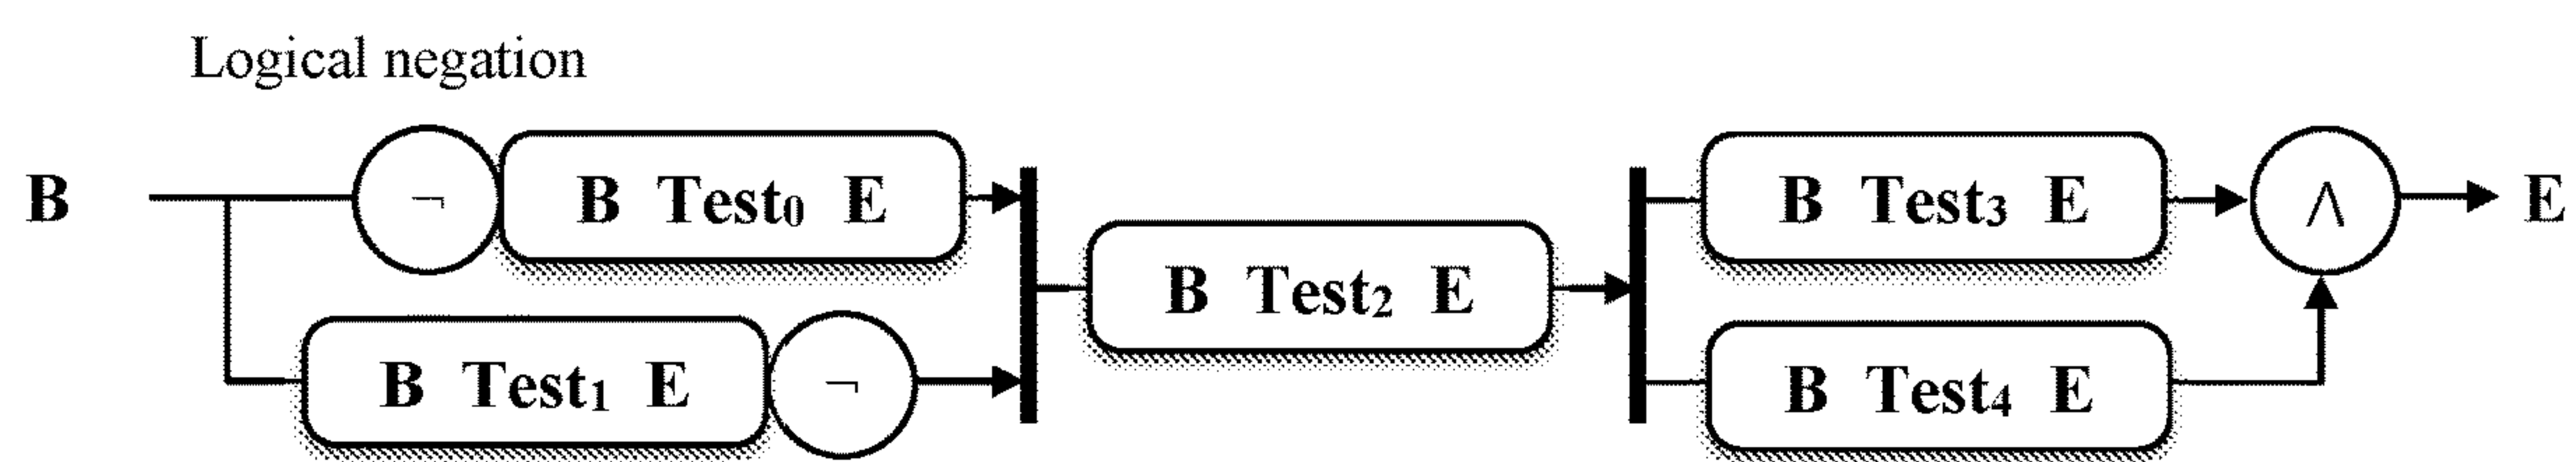 Logical negation
B ¬ B Test₀ E B Test₃ E ∧ E
B Test₂ E
B Test₁ E ¬ B Test₄ E